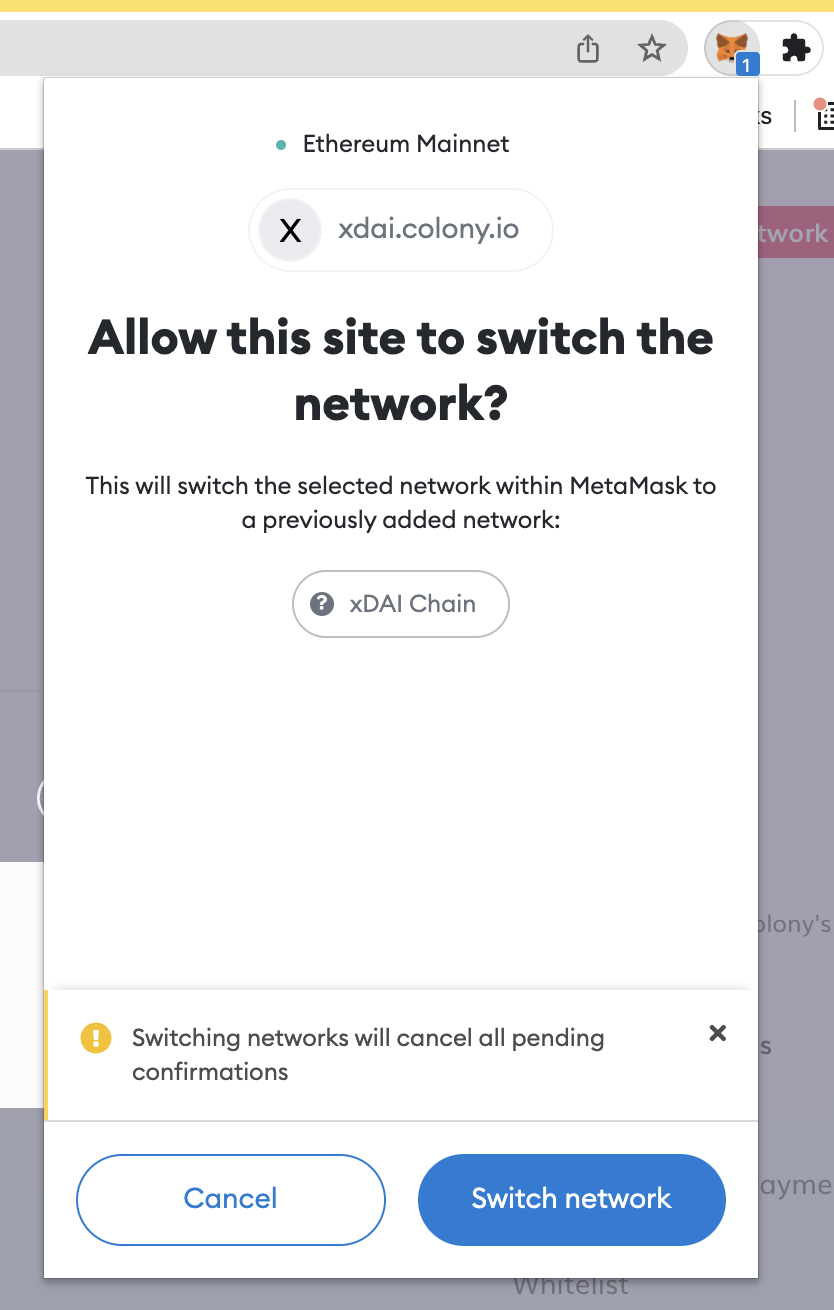 1
Ethereum Mainnet
X
xdai.colony.io
twork
Allow this site to switch the
network?
This will switch the selected network within MetaMask to
a previously added network:
? xDAI Chain
olony's
! Switching networks will cancel all pending
confirmations
s
Cancel
Switch network
ayme
Whitelist